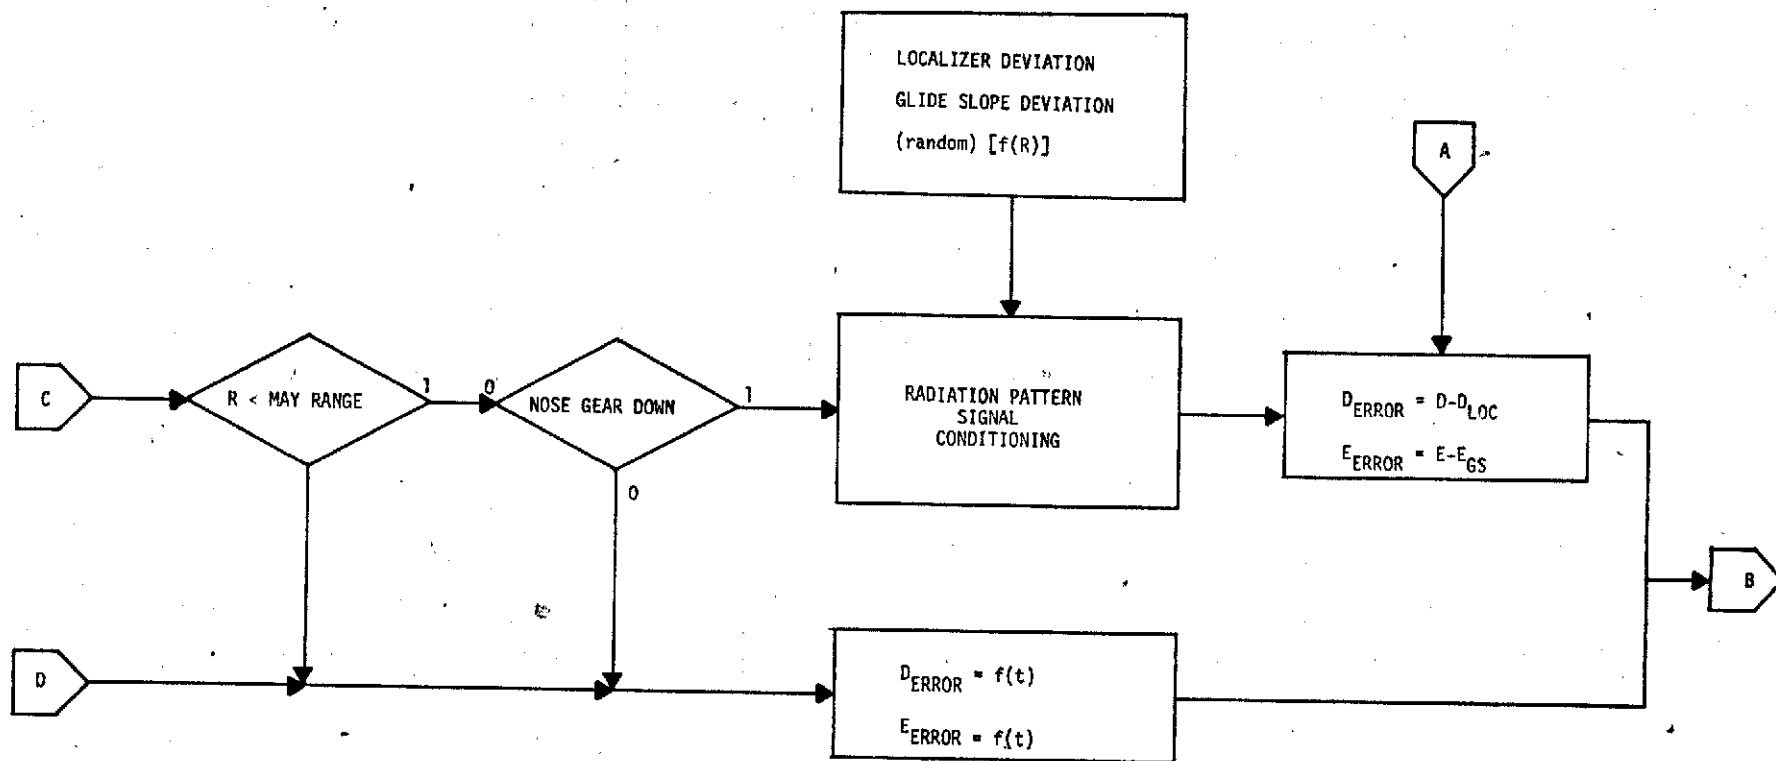 LOCALIZER DEVIATION
GLIDE SLOPE DEVIATION
(random) [f(R)]
A
C
R < MAY RANGE
1
0
NOSE GEAR DOWN
1
0
RADIATION PATTERN
SIGNAL
CONDITIONING
D_ERROR = D-D_LOC
E_ERROR = E-E_GS
B
D
D_ERROR = f(t)
E_ERROR = f(t)